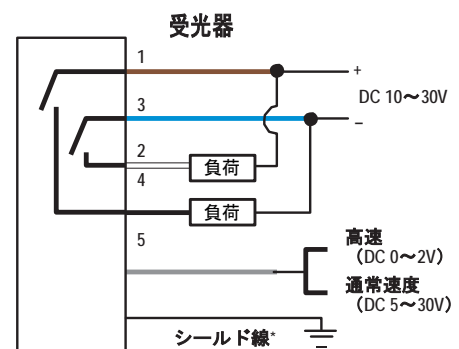 受光器
1
+
DC 10～30V
3
−
2
負荷
4
負荷
5
高速
（DC 0～2V）
通常速度
（DC 5～30V）
シールド線*